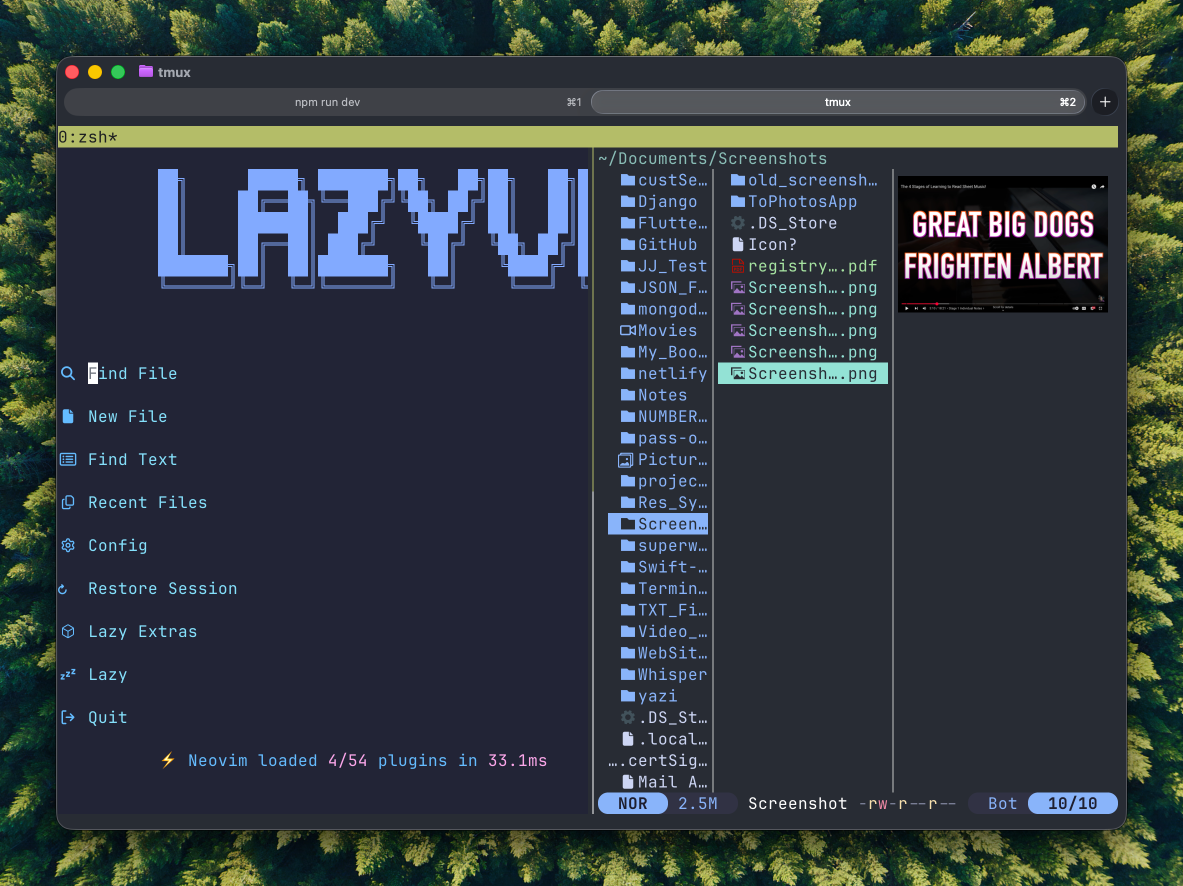 tmux
npm run dev ⌘1
tmux ⌘2
0:zsh*
LAZYV
Find File
New File
Find Text
Recent Files
Config
Restore Session
Lazy Extras
Lazy
Quit
⚡ Neovim loaded 4/54 plugins in 33.1ms
~/Documents/Screenshots
custSe…
Django
Flutte…
GitHub
JJ_Test
JSON_F…
mongod…
Movies
My_Boo…
netlify
Notes
NUMBER…
pass-o…
Pictur…
projec…
Res_Sy…
Screen…
superw…
Swift-…
Termin…
TXT_Fi…
Video_…
WebSit…
Whisper
yazi
.DS_St…
.local…
….certSig…
Mail A…
old_screensh…
ToPhotosApp
.DS_Store
Icon?
registry….pdf
Screensh….png
Screensh….png
Screensh….png
Screensh….png
Screensh….png
The 4 Stages of Learning to Read Sheet Music!
GREAT BIG DOGS
FRIGHTEN ALBERT
NOR 2.5M Screenshot -rw-r--r-- Bot 10/10